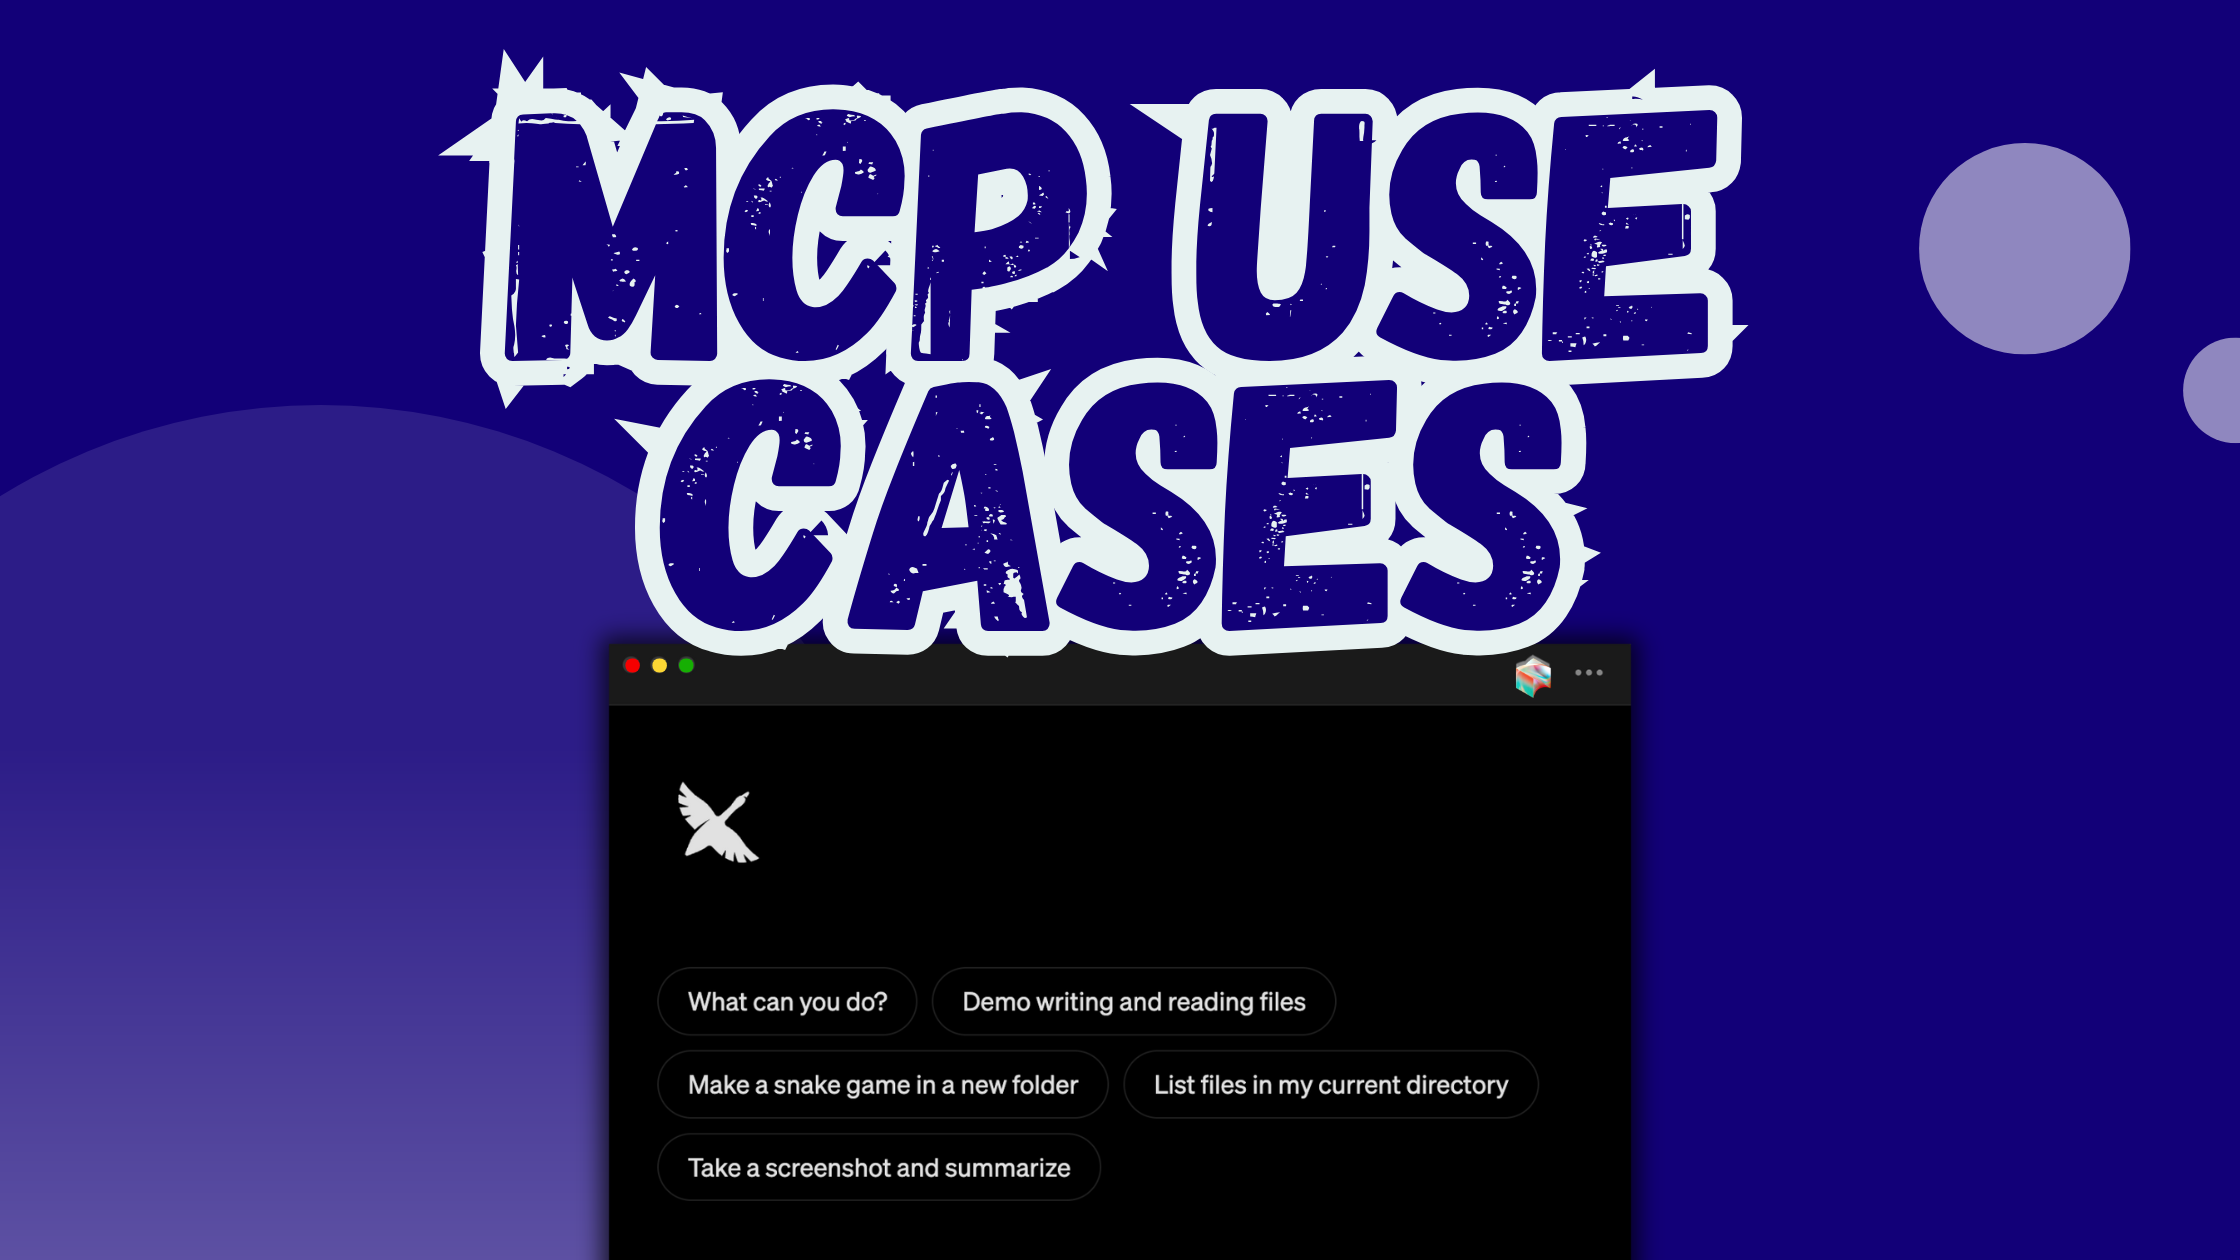 MCP USE
CASES
What can you do?
Demo writing and reading files
Make a snake game in a new folder
List files in my current directory
Take a screenshot and summarize